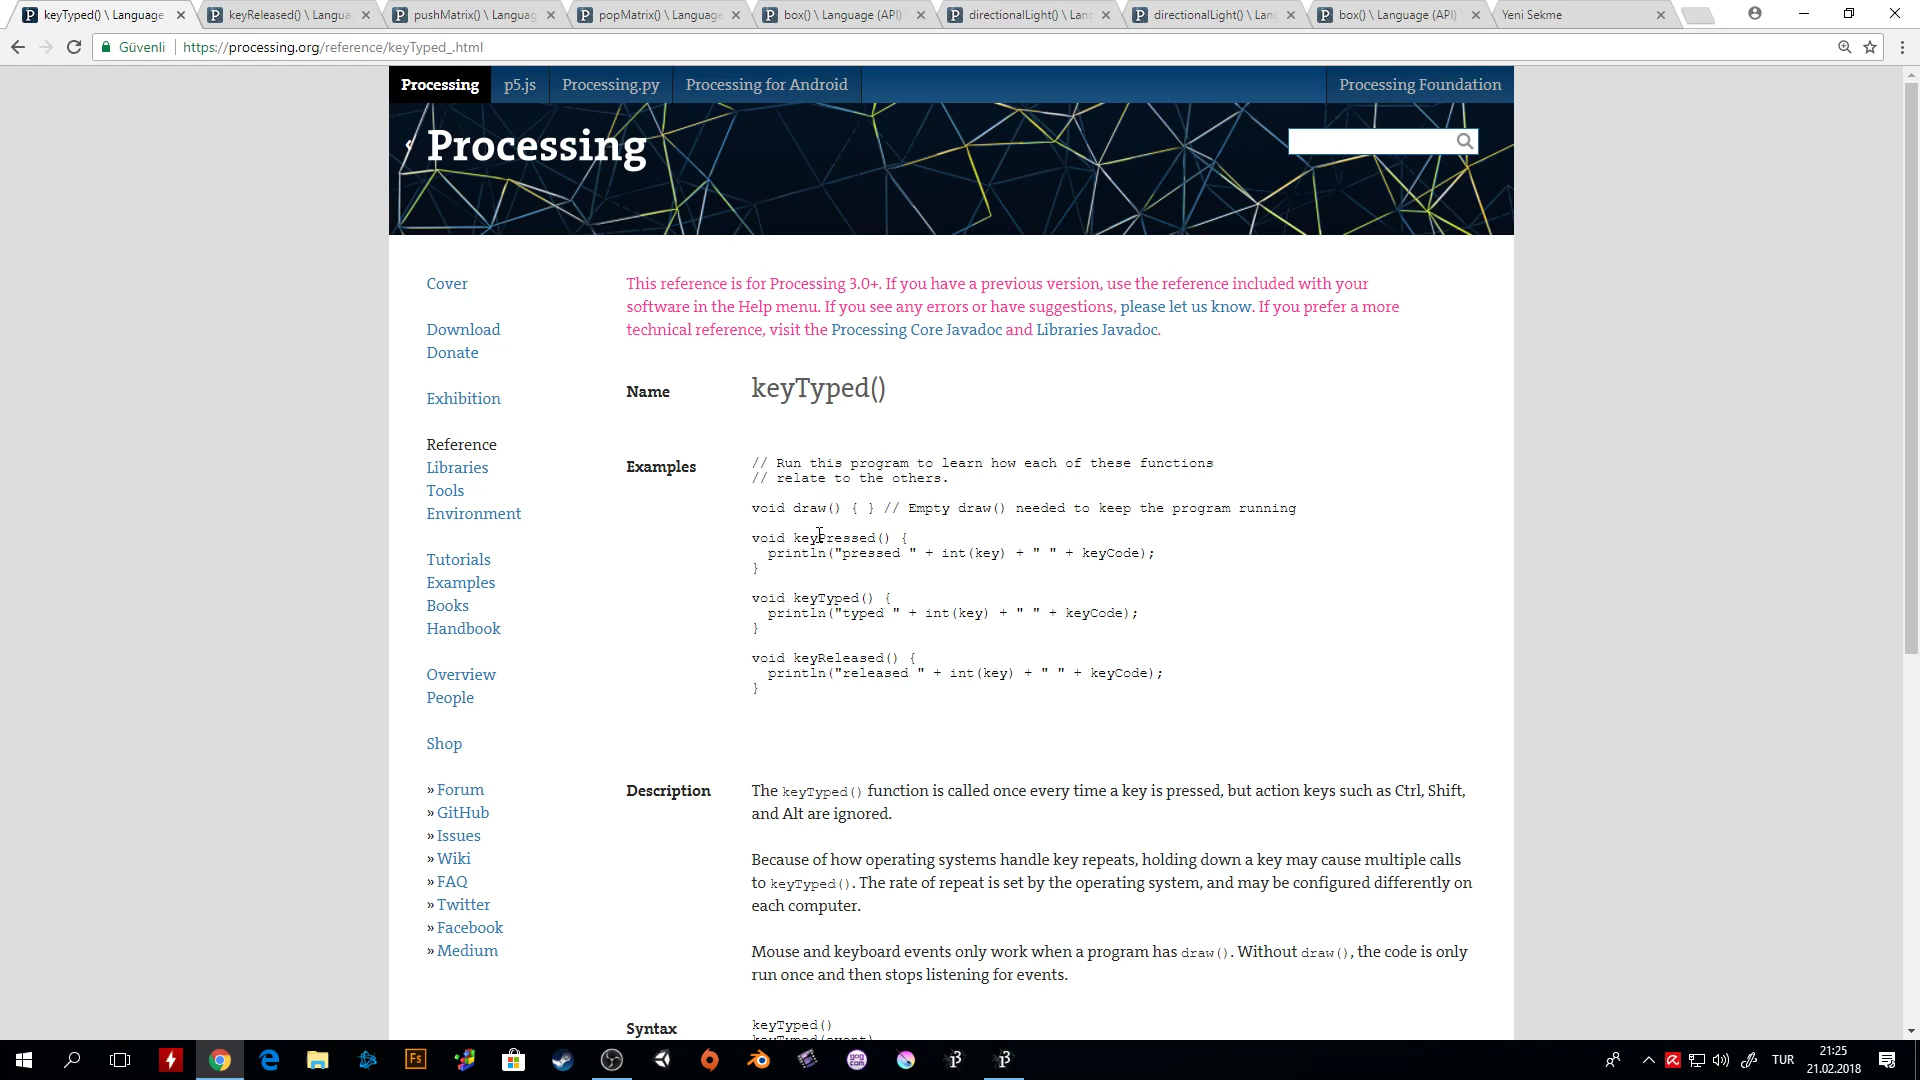 keyTyped() \ Language
keyReleased() \ Langua
pushMatrix() \ Languag
popMatrix() \ Language
box() \ Language (API)
directionalLight() \ Lan
directionalLight() \ Lan
box() \ Language (API)
Yeni Sekme
Güvenli
https://processing.org/reference/keyTyped_.html
Processing
p5.js
Processing.py
Processing for Android
Processing Foundation
Processing
Cover
Download
Donate
Exhibition
Reference
Libraries
Tools
Environment
Tutorials
Examples
Books
Handbook
Overview
People
Shop
» Forum
» GitHub
» Issues
» Wiki
» FAQ
» Twitter
» Facebook
» Medium
This reference is for Processing 3.0+. If you have a previous version, use the reference included with your
software in the Help menu. If you see any errors or have suggestions, please let us know. If you prefer a more
technical reference, visit the Processing Core Javadoc and Libraries Javadoc.
Name
keyTyped()
Examples
// Run this program to learn how each of these functions
// relate to the others.
void draw() { } // Empty draw() needed to keep the program running
void keyPressed() {
println("pressed " + int(key) + " " + keyCode);
}
void keyTyped() {
println("typed " + int(key) + " " + keyCode);
}
void keyReleased() {
println("released " + int(key) + " " + keyCode);
}
Description
The keyTyped() function is called once every time a key is pressed, but action keys such as Ctrl, Shift,
and Alt are ignored.
Because of how operating systems handle key repeats, holding down a key may cause multiple calls
to keyTyped(). The rate of repeat is set by the operating system, and may be configured differently on
each computer.
Mouse and keyboard events only work when a program has draw(). Without draw(), the code is only
run once and then stops listening for events.
Syntax
keyTyped()
keyTyped(event)
Fs
gog
com
TUR
21:25
21.02.2018